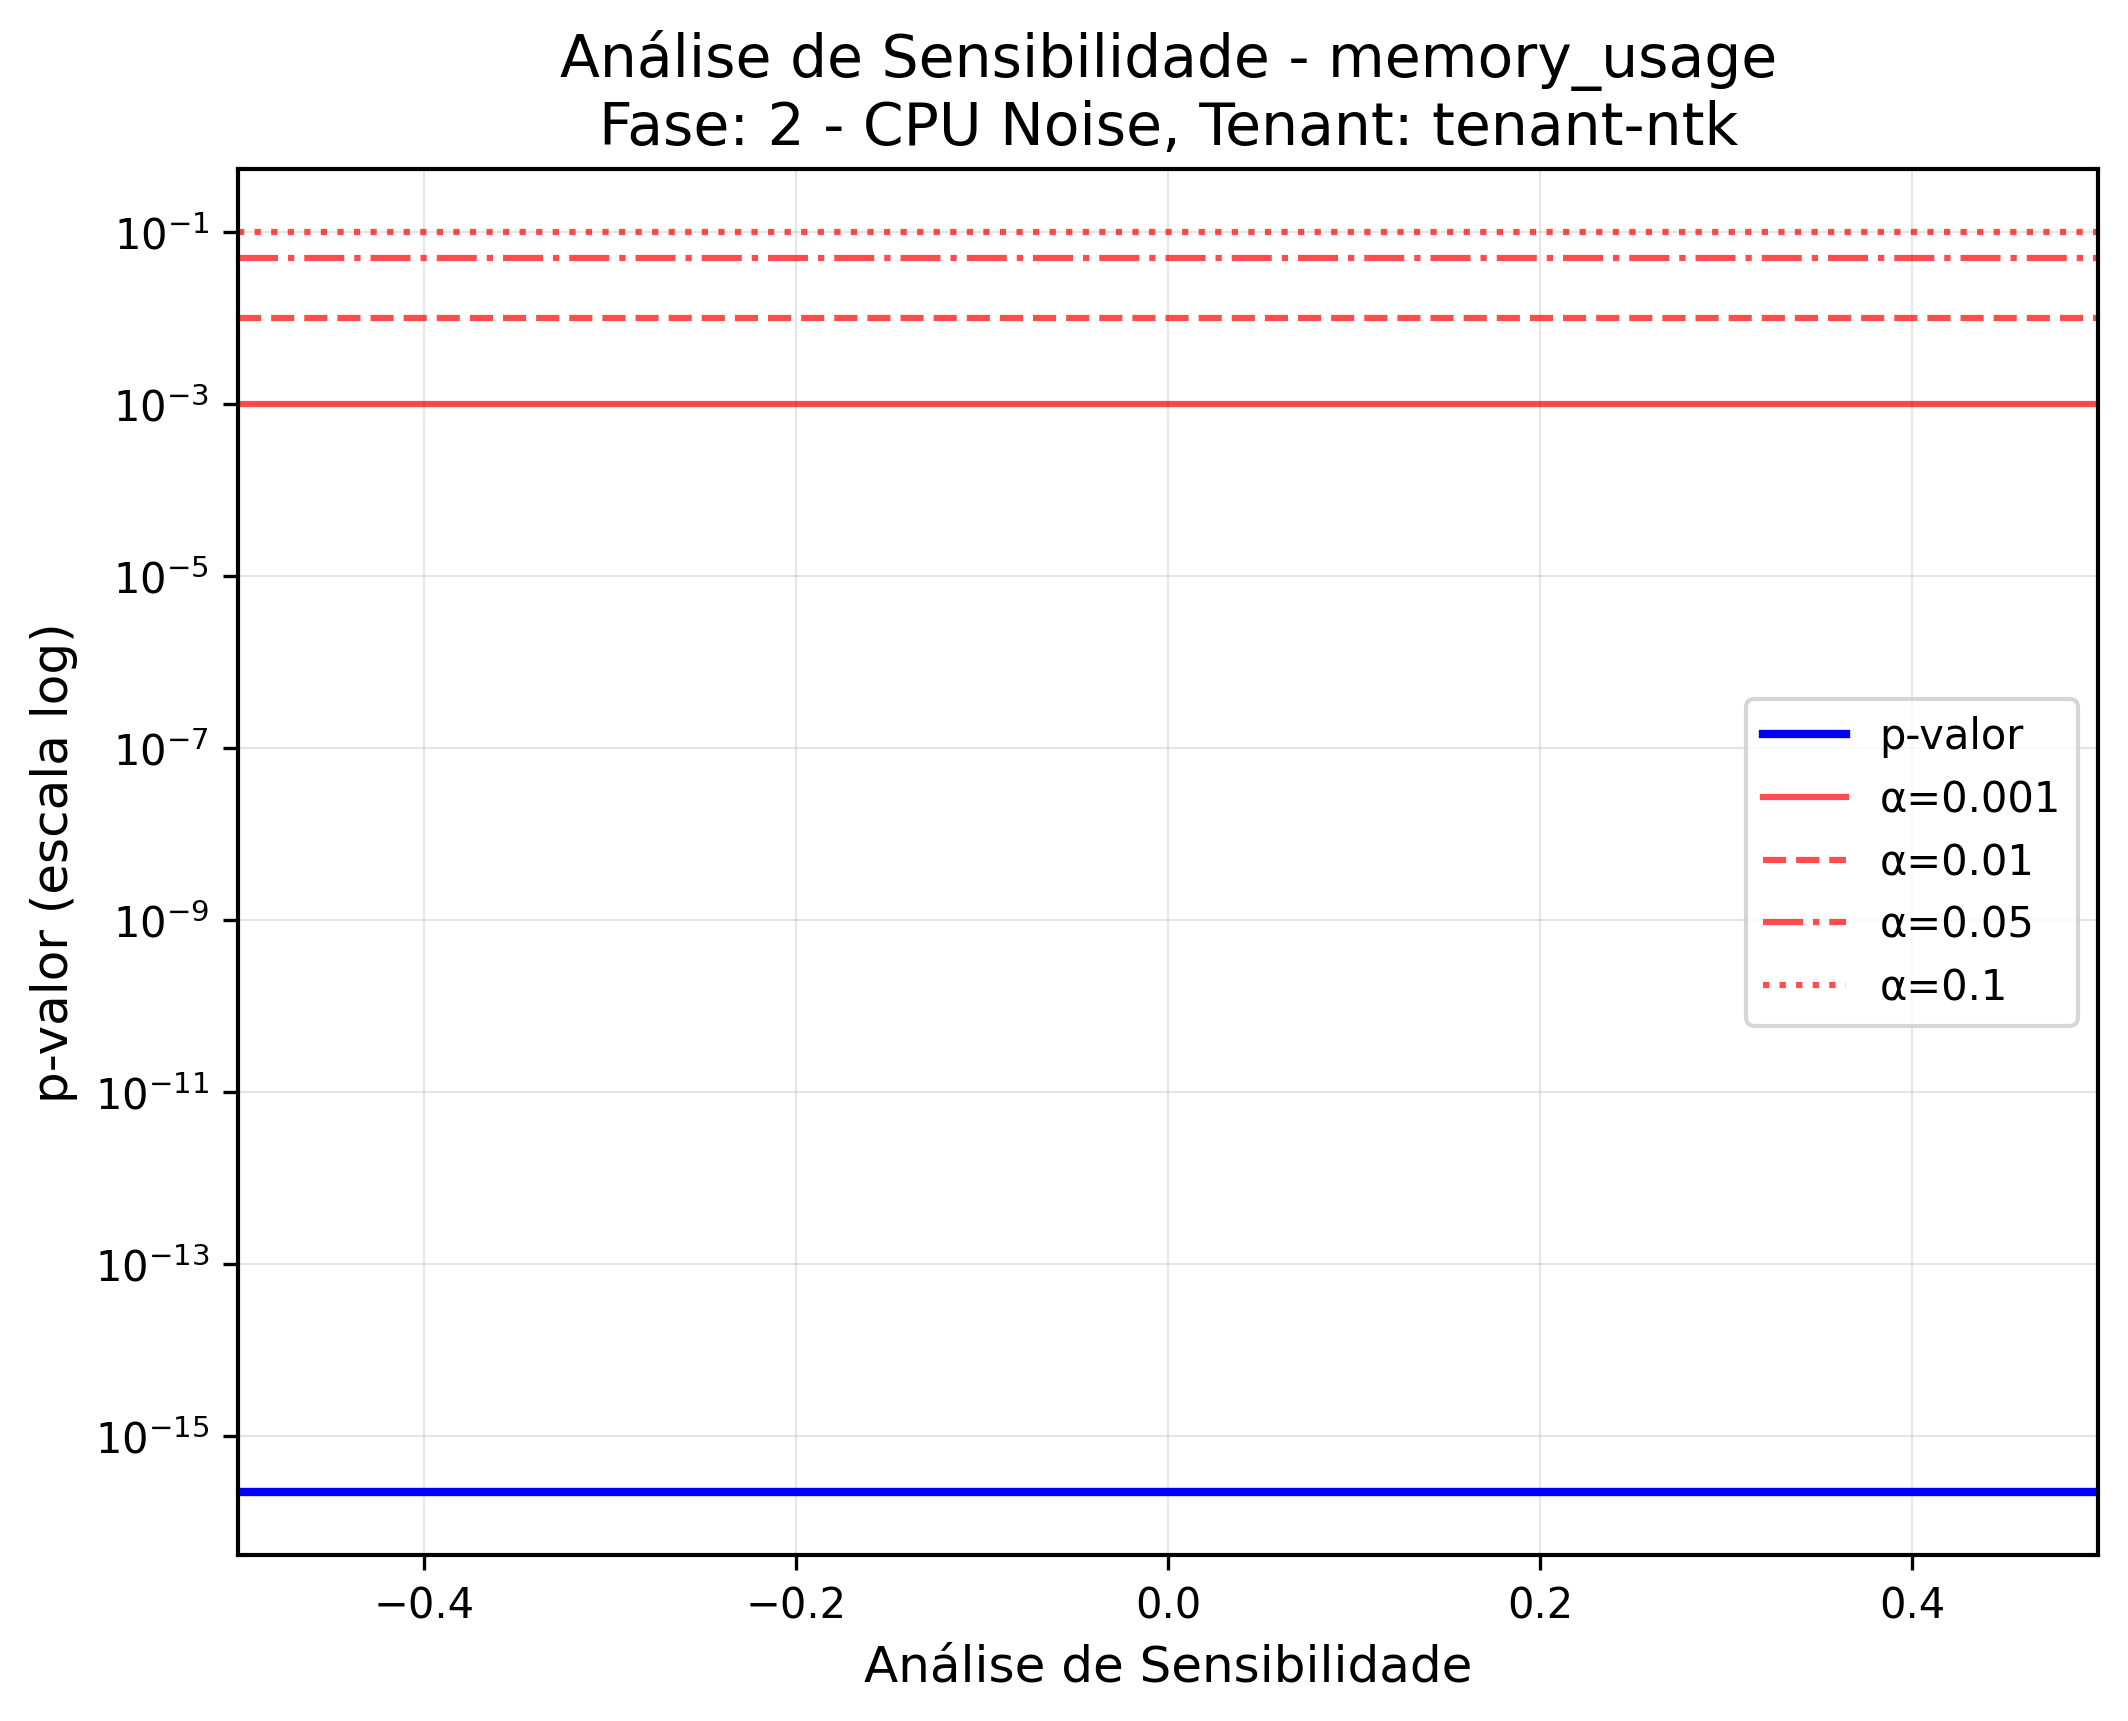 Análise de Sensibilidade - memory_usage
Fase: 2 - CPU Noise, Tenant: tenant-ntk
p-valor (escala log)
10⁻¹
10⁻³
10⁻⁵
10⁻⁷
10⁻⁹
10⁻¹¹
10⁻¹³
10⁻¹⁵
p-valor
α=0.001
α=0.01
α=0.05
α=0.1
−0.4 −0.2 0.0 0.2 0.4
Análise de Sensibilidade